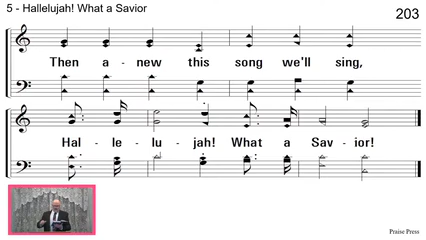 5 - Hallelujah! What a Savior
203
Then a - new this song we'll sing,
Hal - le - lu - jah! What a Sav - ior!
Praise Press